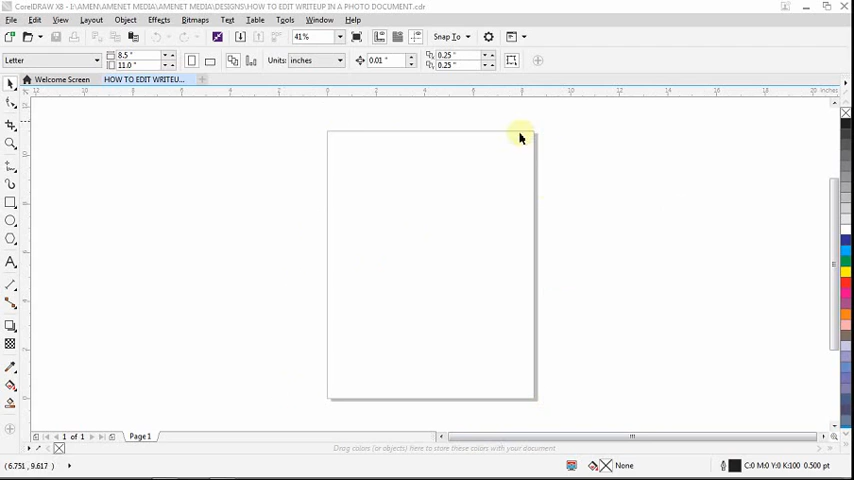 CorelDRAW X8 - 1:\AMEN\AMENET MEDIA\AMENET MEDIA\DESIGNS\HOW TO EDIT WRITEUP IN A PHOTO DOCUMENT.cdr
File Edit View Layout Object Effects Bitmaps Text Table Tools Window Help
41% Snap To
Letter 8.5 " 11.0 " Units: inches 0.01 " 0.25 " 0.25 "
Welcome Screen HOW TO EDIT WRITEU...
inches
1 of 1 Page 1
Drag colors (or objects) here to store these colors with your document
( 6.751, 9.617 ) None C:0 M:0 Y:0 K:100 0.500 pt